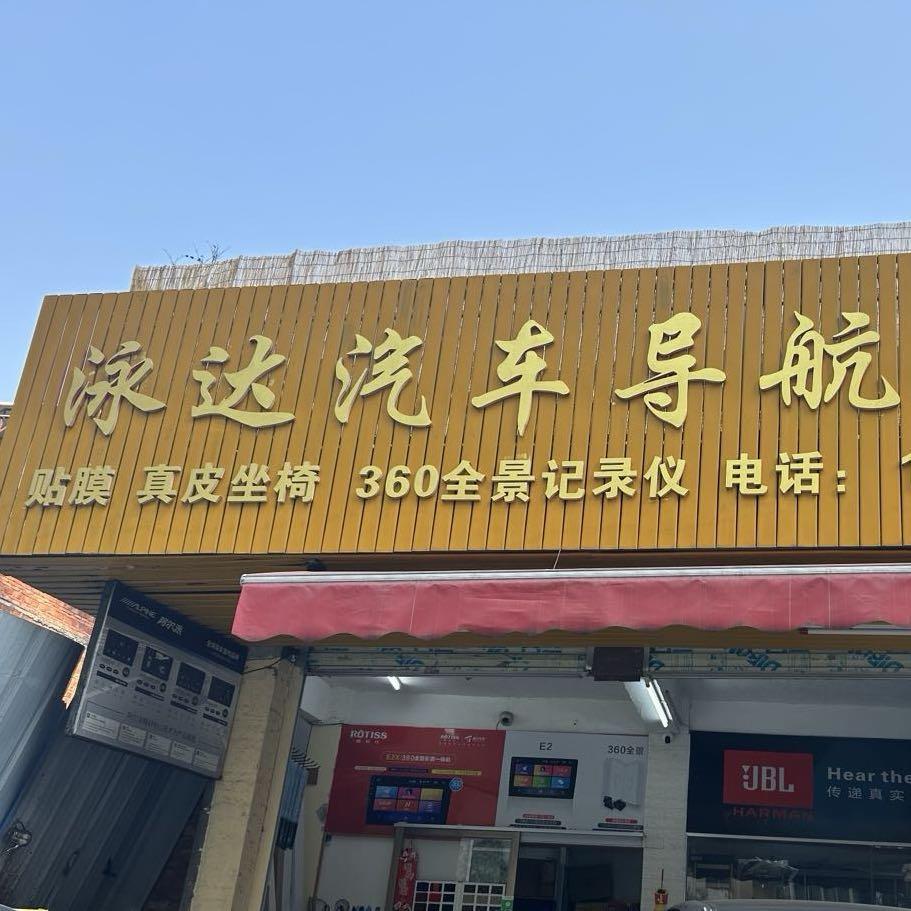 泳达汽车导航
贴膜 真皮坐椅 360全景记录仪 电话：
ROTISS
E2
360全景
JBL
HARMAN
Hear the
传递真实